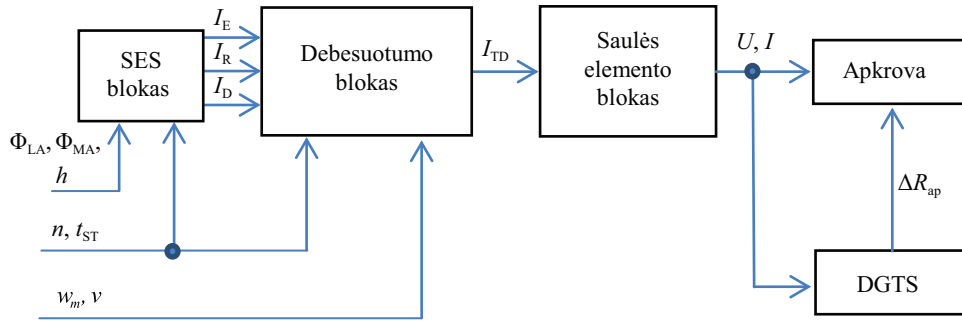 SES
blokas
I_E
I_R
I_D
Debesuotumo
blokas
I_TD
Saulės
elemento
blokas
U, I
Apkrova
Φ_LA, Φ_MA,
h
n, t_ST
w_m, v
ΔR_ap
DGTS